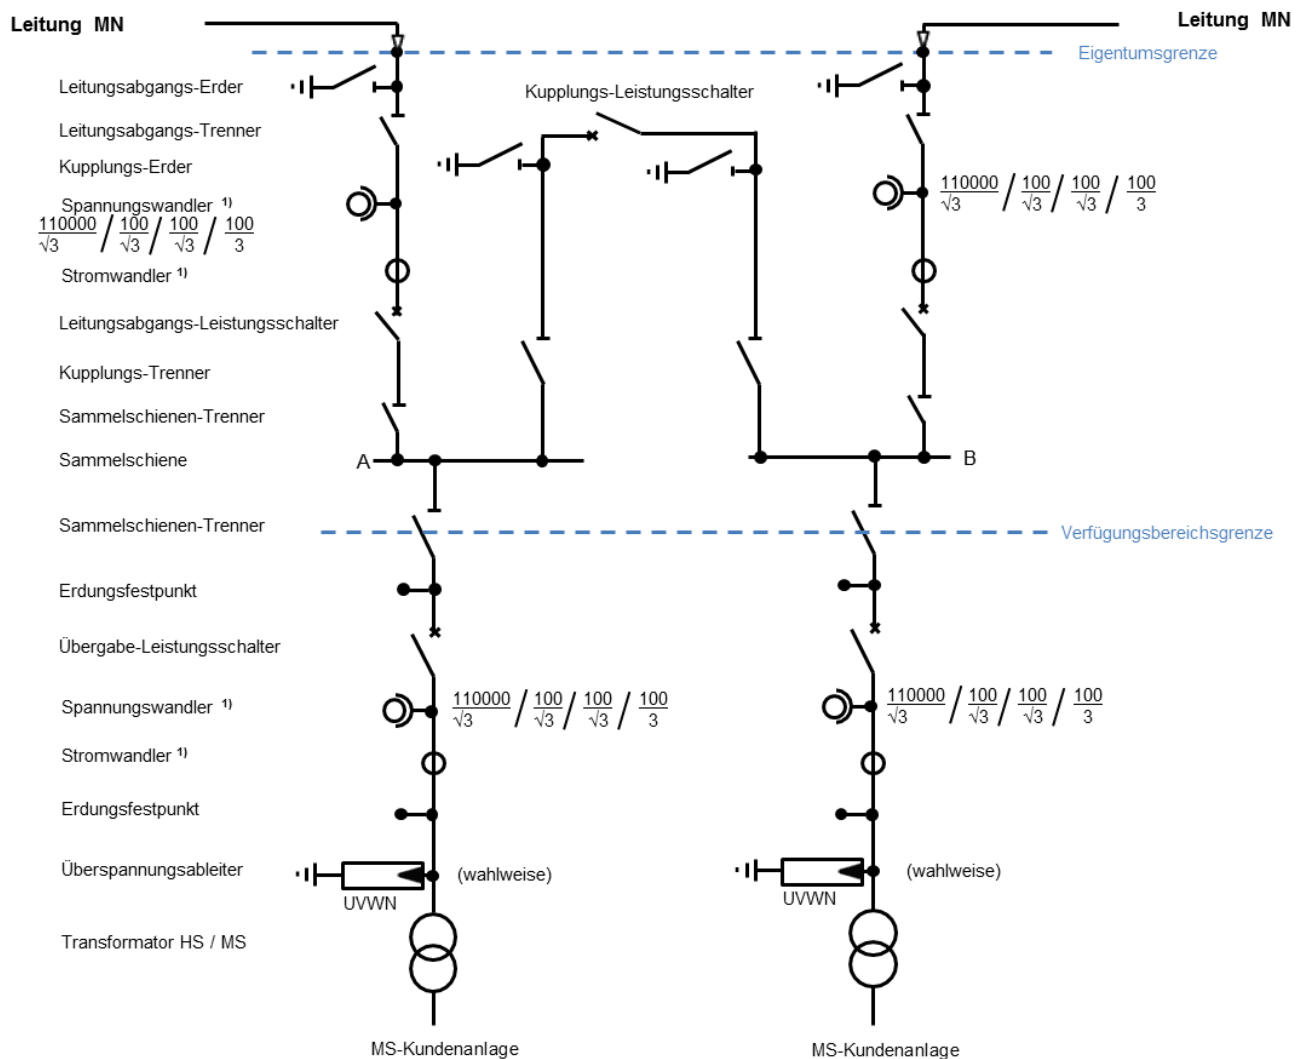 Leitung MN
Leitung MN
Eigentumsgrenze
Leitungsabgangs-Erder
Kupplungs-Leistungsschalter
Leitungsabgangs-Trenner
Kupplungs-Erder
Spannungswandler 1)
110000/√3 / 100/√3 / 100/√3 / 100/3
110000/√3 / 100/√3 / 100/√3 / 100/3
Stromwandler 1)
Leitungsabgangs-Leistungsschalter
Kupplungs-Trenner
Sammelschienen-Trenner
Sammelschiene
A
B
Sammelschienen-Trenner
Verfügungsbereichsgrenze
Erdungsfestpunkt
Übergabe-Leistungsschalter
Spannungswandler 1)
110000/√3 / 100/√3 / 100/√3 / 100/3
110000/√3 / 100/√3 / 100/√3 / 100/3
Stromwandler 1)
Erdungsfestpunkt
Überspannungsableiter
(wahlweise)
(wahlweise)
UVWN
UVWN
Transformator HS / MS
MS-Kundenanlage
MS-Kundenanlage